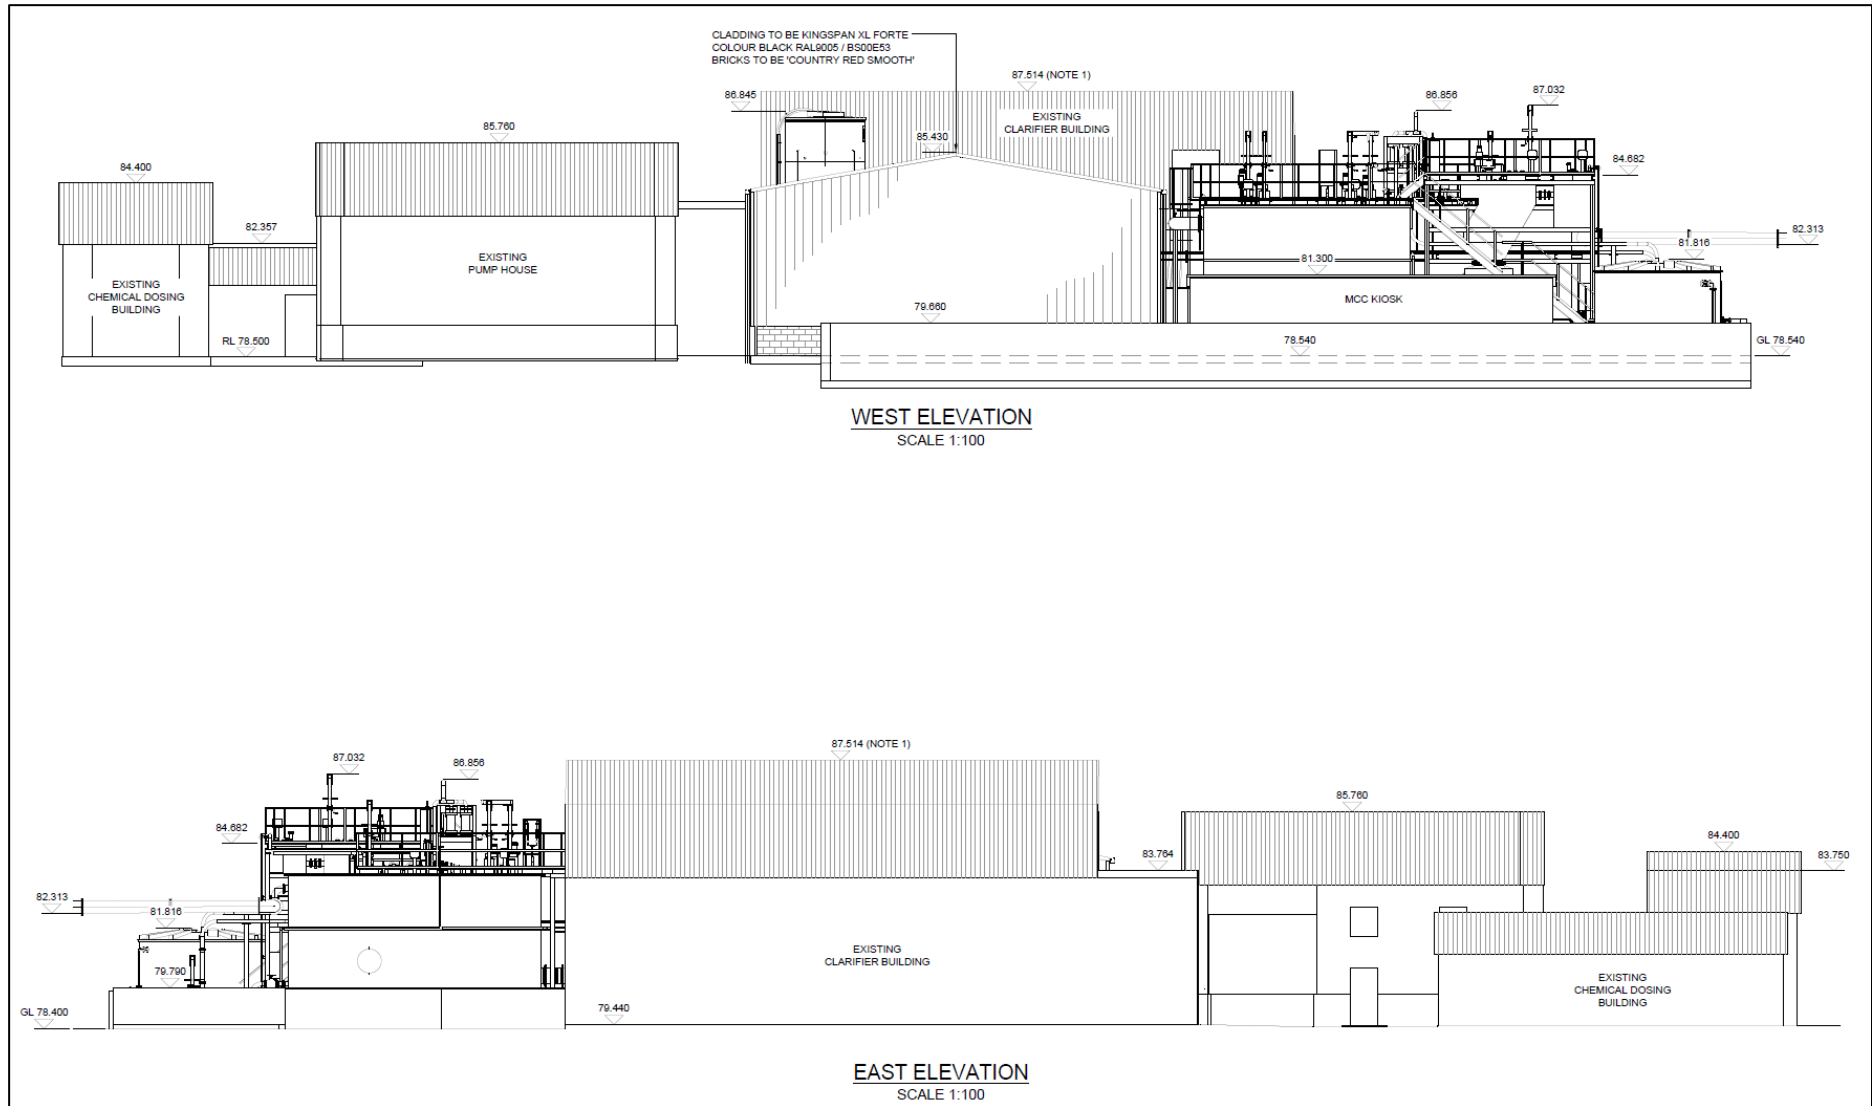 CLADDING TO BE KINGSPAN XL FORTE
COLOUR BLACK RAL9005 / BS00E53
BRICKS TO BE 'COUNTRY RED SMOOTH'
87.514 (NOTE 1)
86.845
86.856
87.032
EXISTING
CLARIFIER BUILDING
85.760
85.430
84.400
84.682
82.357
82.313
81.816
EXISTING
PUMP HOUSE
81.300
EXISTING
CHEMICAL DOSING
BUILDING
MCC KIOSK
79.660
RL 78.500
78.540
GL 78.540
WEST ELEVATION
SCALE 1:100
87.514 (NOTE 1)
87.032
86.856
85.760
84.682
84.400
83.764
83.750
82.313
81.816
EXISTING
CLARIFIER BUILDING
79.790
EXISTING
CHEMICAL DOSING
BUILDING
GL 78.400
79.440
EAST ELEVATION
SCALE 1:100